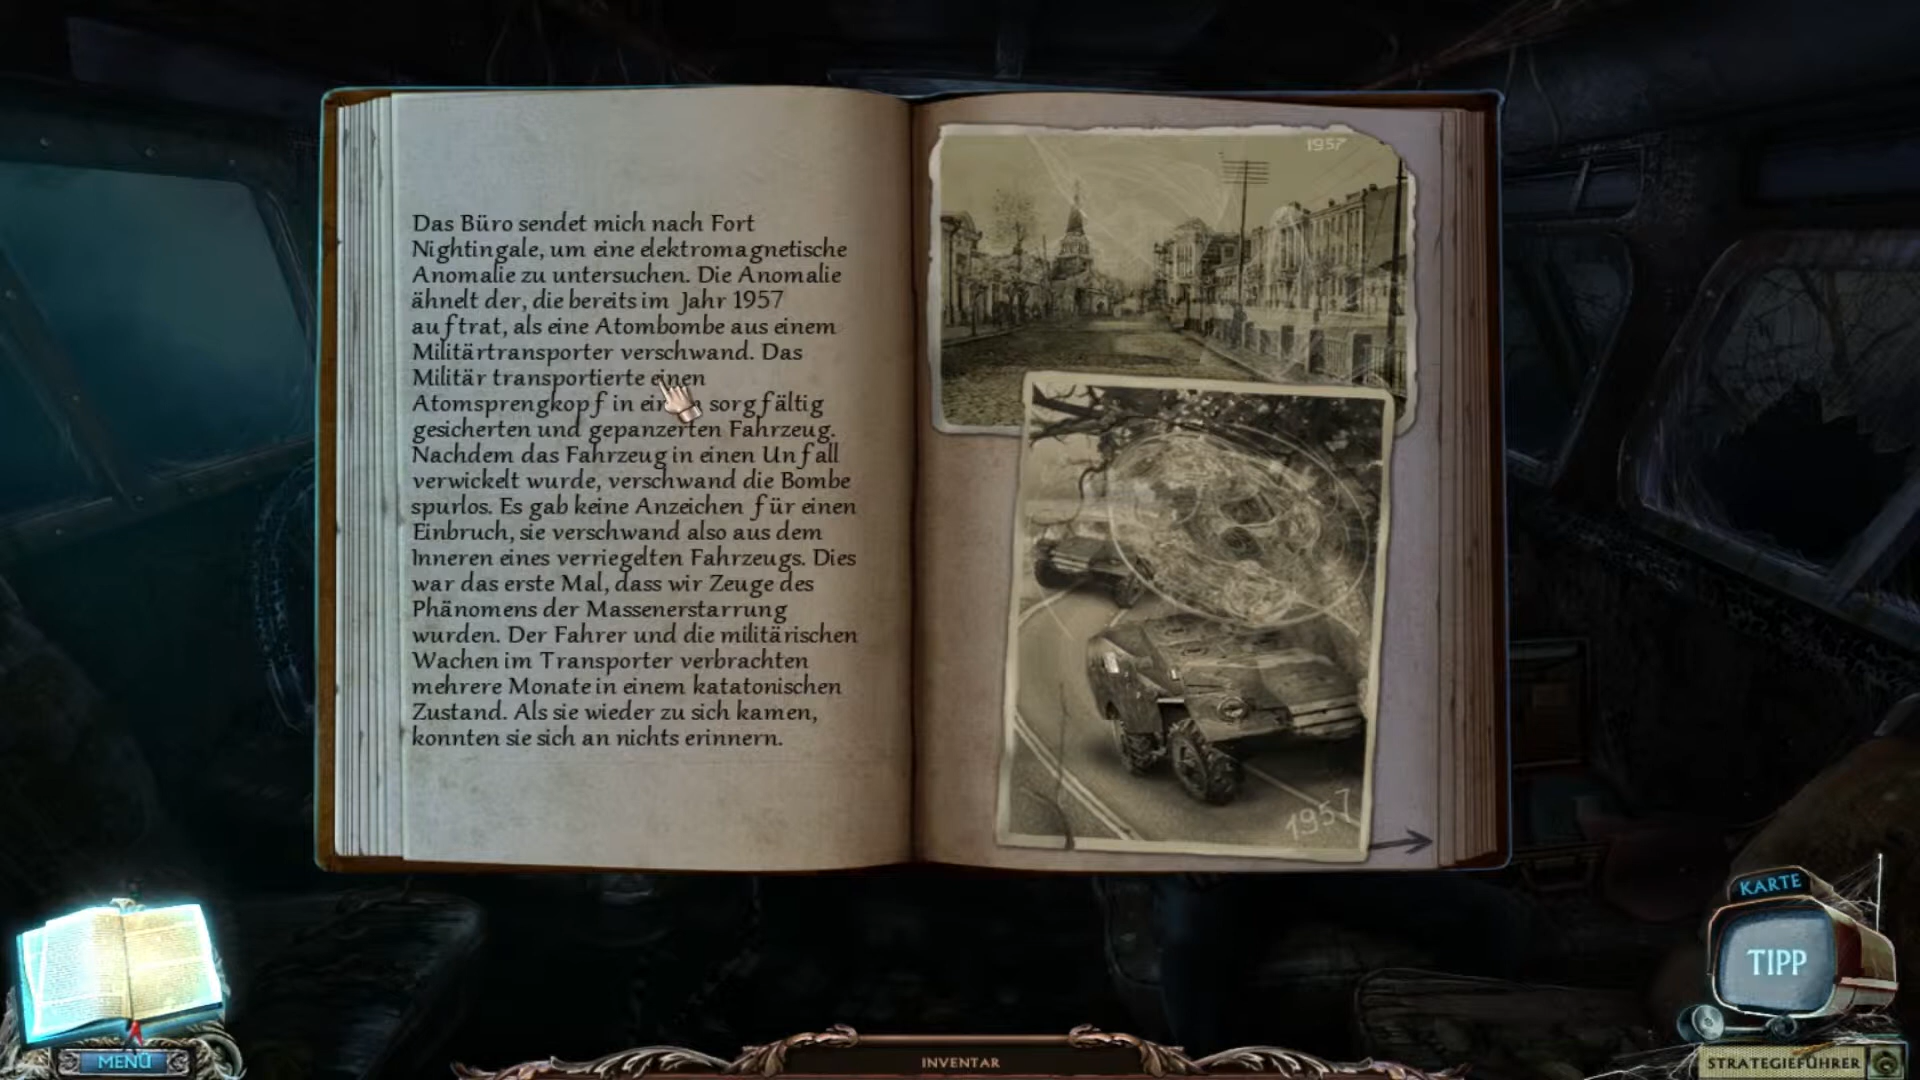 Das Büro sendet mich nach Fort
Nightingale, um eine elektromagnetische
Anomalie zu untersuchen. Die Anomalie
ähnelt der, die bereits im Jahr 1957
auftrat, als eine Atombombe aus einem
Militärtransporter verschwand. Das
Militär transportierte einen
Atomsprengkopf in einem sorgfältig
gesicherten und gepanzerten Fahrzeug.
Nachdem das Fahrzeug in einen Unfall
verwickelt wurde, verschwand die Bombe
spurlos. Es gab keine Anzeichen für einen
Einbruch, sie verschwand also aus dem
Inneren eines verriegelten Fahrzeugs. Dies
war das erste Mal, dass wir Zeuge des
Phänomens der Massenerstarrung
wurden. Der Fahrer und die militärischen
Wachen im Transporter verbrachten
mehrere Monate in einem katatonischen
Zustand. Als sie wieder zu sich kamen,
konnten sie sich an nichts erinnern.
1957
1957
KARTE
TIPP
MENÜ
INVENTAR
STRATEGIEFÜHRER